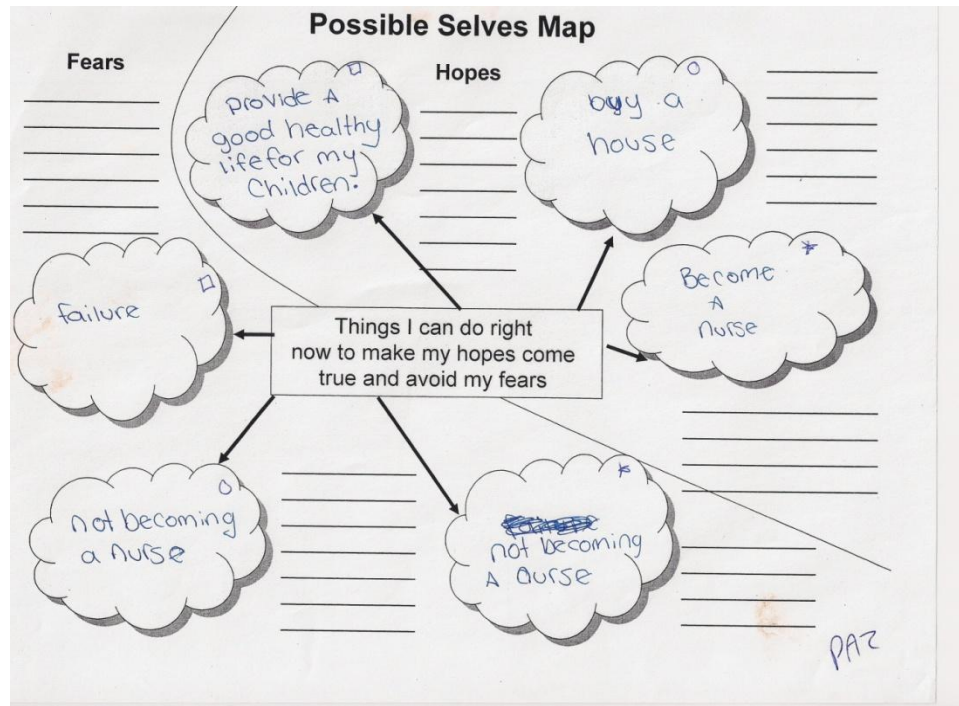 Possible Selves Map
Fears
Hopes
provide A
good healthy
life for my
Children.
buy a
house
Become
A
nurse
failure
Things I can do right
now to make my hopes come
true and avoid my fears
not becoming
a nurse
not becoming
A nurse
PAZ